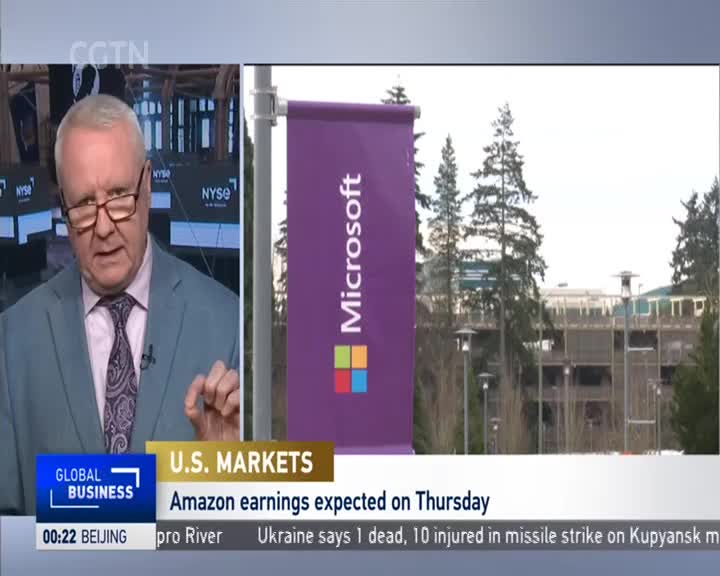 CGTN
NYSE
NYSE
Microsoft
U.S. MARKETS
GLOBAL
BUSINESS
Amazon earnings expected on Thursday
00:22 BEIJING
pro River Ukraine says 1 dead, 10 injured in missile strike on Kupyansk m